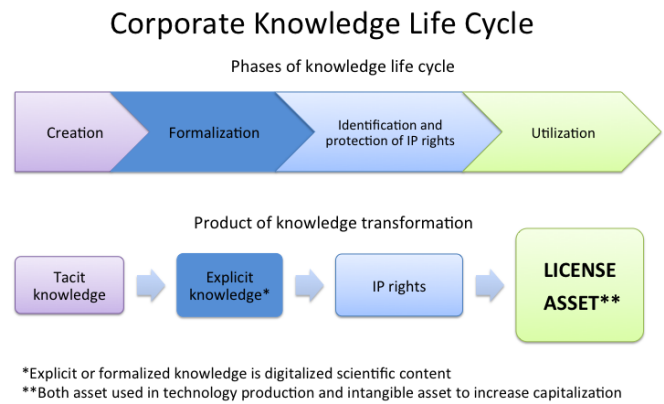 Corporate Knowledge Life Cycle
Phases of knowledge life cycle
Creation
Formalization
Identification and
protection of IP rights
Utilization
Product of knowledge transformation
Tacit
knowledge
Explicit
knowledge*
IP rights
LICENSE
ASSET**
*Explicit or formalized knowledge is digitalized scientific content
**Both asset used in technology production and intangible asset to increase capitalization